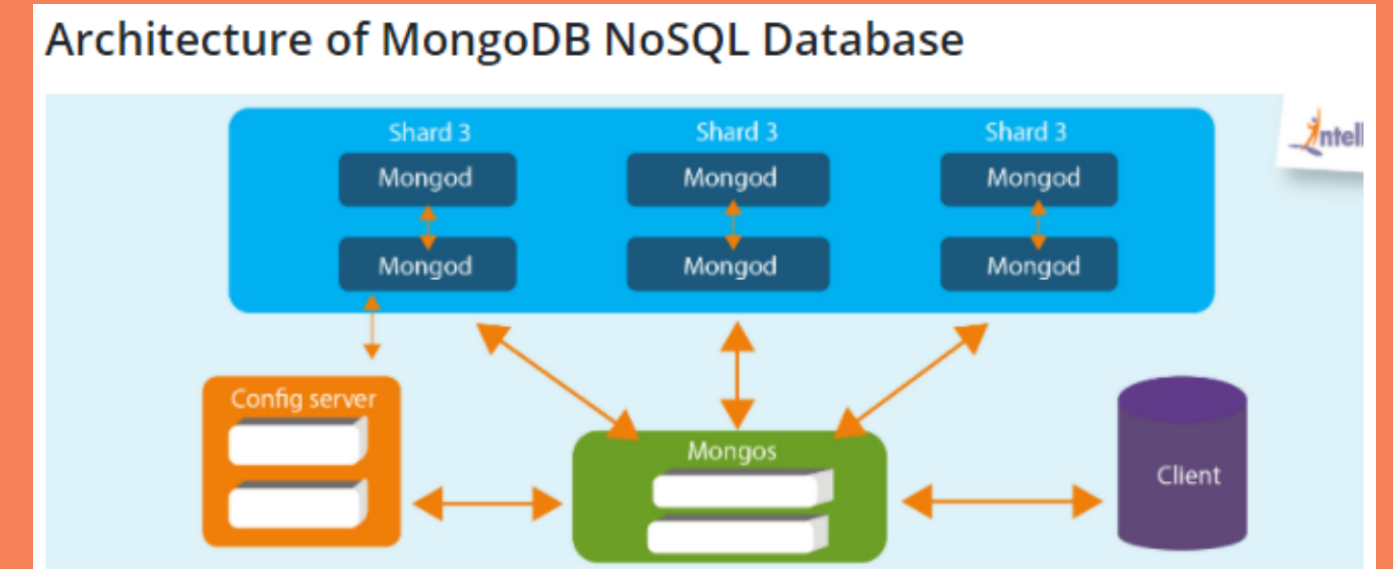 Architecture of MongoDB NoSQL Database
Shard 3 Shard 3 Shard 3
Mongod Mongod Mongod
Mongod Mongod Mongod
Config server
Mongos
Client